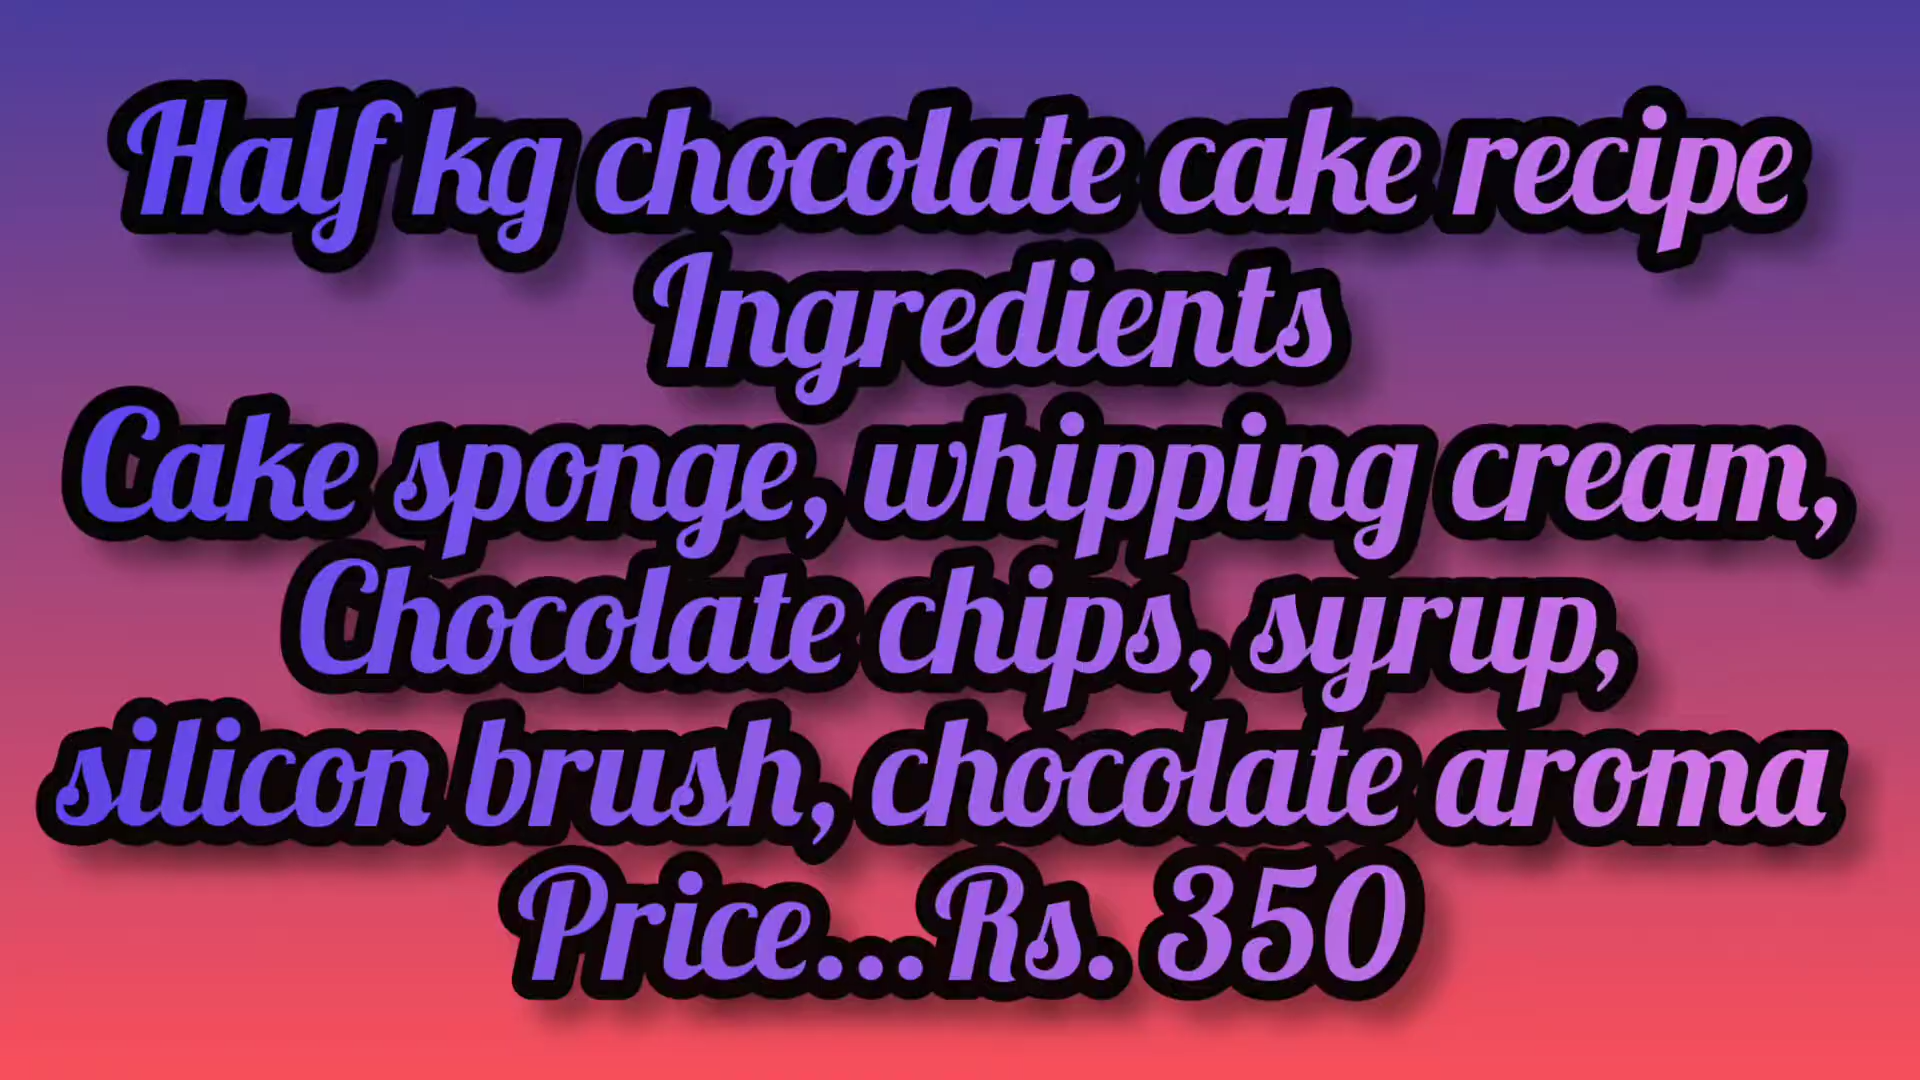 Half kg chocolate cake recipe
Ingredients
Cake sponge, whipping cream,
Chocolate chips, syrup,
silicon brush, chocolate aroma
Price...Rs. 350